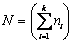 N = (∑_{i=1}^{k} n_i)